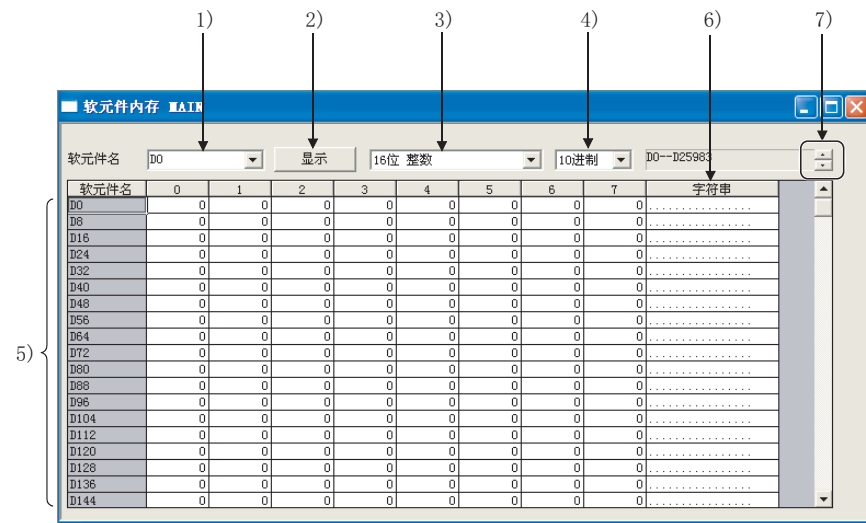 1) 2) 3) 4) 6) 7)
软元件内存 MAIN
软元件名 D0 显示 16位 整数 10进制 D0--D25983
软元件名 0 1 2 3 4 5 6 7 字符串
D0 0 0 0 0 0 0 0 0 ................
D8 0 0 0 0 0 0 0 0 ................
D16 0 0 0 0 0 0 0 0 ................
D24 0 0 0 0 0 0 0 0 ................
D32 0 0 0 0 0 0 0 0 ................
D40 0 0 0 0 0 0 0 0 ................
D48 0 0 0 0 0 0 0 0 ................
D56 0 0 0 0 0 0 0 0 ................
D64 0 0 0 0 0 0 0 0 ................
5) D72 0 0 0 0 0 0 0 0 ................
D80 0 0 0 0 0 0 0 0 ................
D88 0 0 0 0 0 0 0 0 ................
D96 0 0 0 0 0 0 0 0 ................
D104 0 0 0 0 0 0 0 0 ................
D112 0 0 0 0 0 0 0 0 ................
D120 0 0 0 0 0 0 0 0 ................
D128 0 0 0 0 0 0 0 0 ................
D136 0 0 0 0 0 0 0 0 ................
D144 0 0 0 0 0 0 0 0 ................